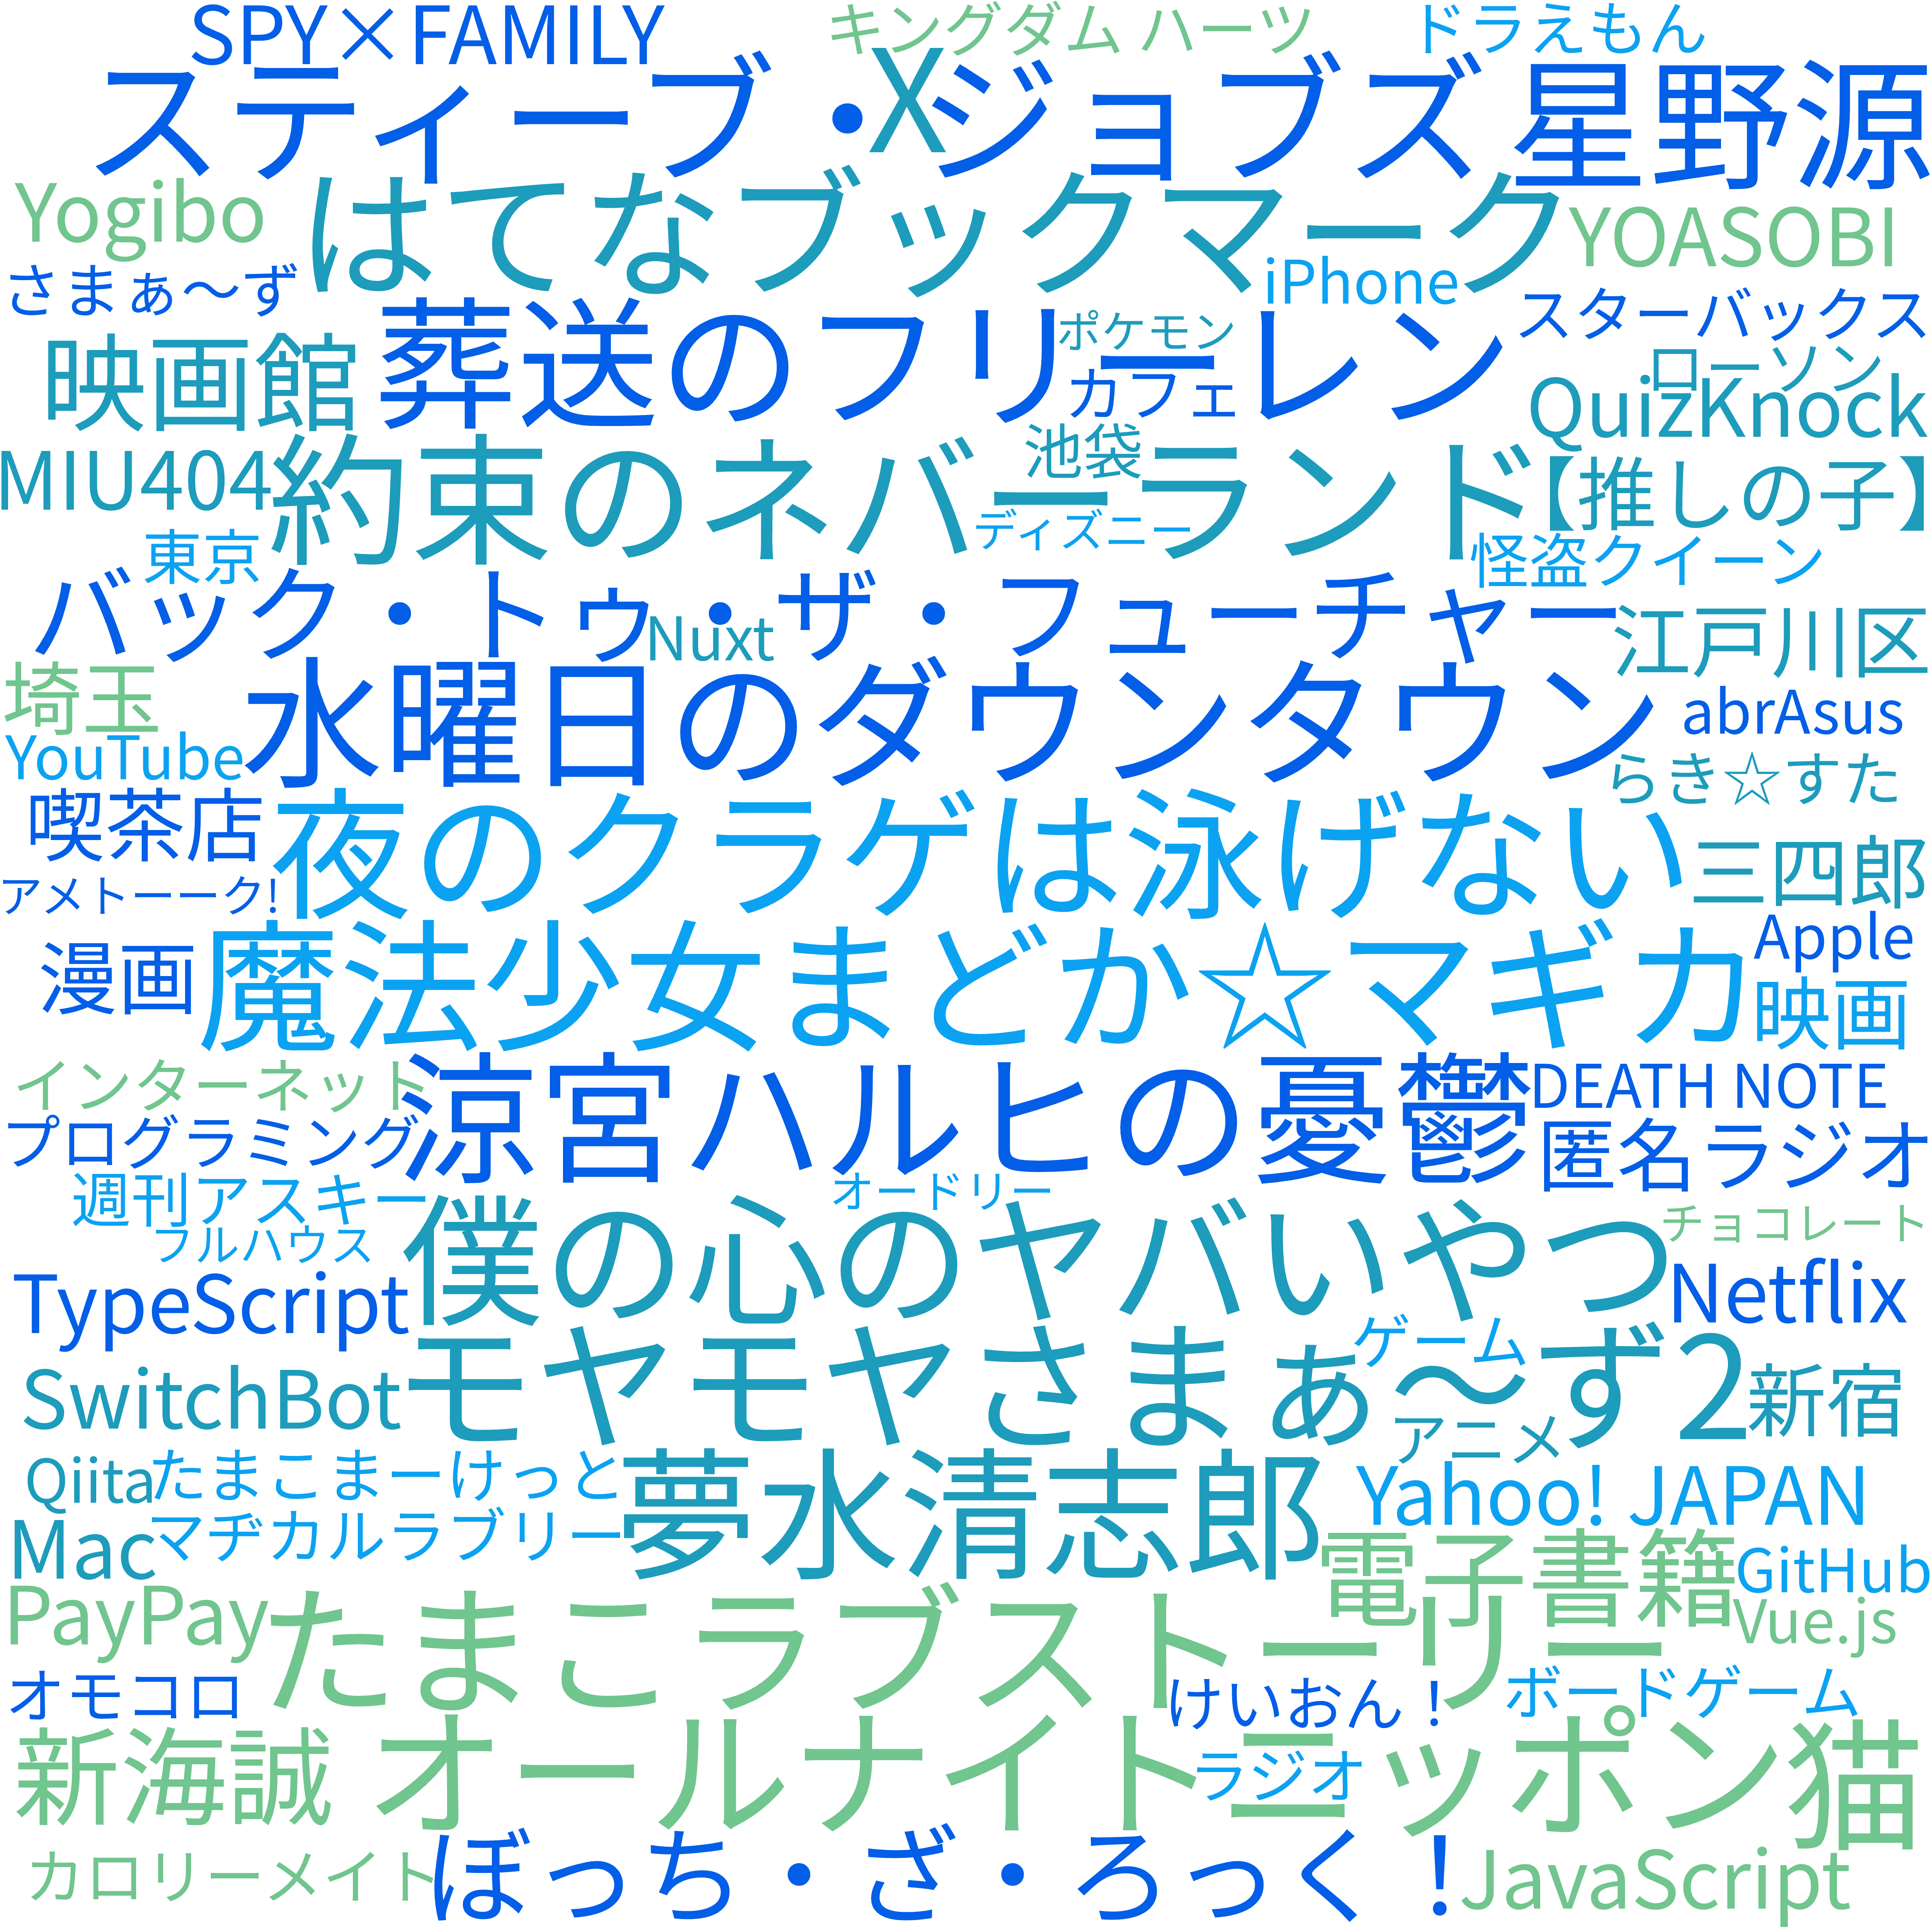 SPY×FAMILY
キングダムハーツ
ドラえもん
スティーブ・ジョブズ
X
星野源
Yogibo
はてなブックマーク
YOASOBI
iPhone
さまぁ〜ず
スターバックス
映画館
葬送のフリーレン
ポケモン
カフェ
ローソン
QuizKnock
MIU404
約束のネバーランド
池袋
ディズニー
【推しの子】
東京
怪盗クイーン
バック・トゥ・ザ・フューチャー
Nuxt
江戸川区
埼玉
水曜日のダウンタウン
abrAsus
YouTube
らき☆すた
喫茶店
夜のクラゲは泳げない
三四郎
アメトーーク!
Apple
漫画
魔法少女まどか☆マギカ
映画
インターネット
涼宮ハルヒの憂鬱
DEATH NOTE
プログラミング
匿名ラジオ
週刊アスキー
オードリー
フルハウス
僕の心のヤバいやつ
チョコレート
TypeScript
Netflix
ゲーム
SwitchBot
モヤモヤさまぁ〜ず2
新宿
アニメ
Qiita
たまこまーけっと
夢水清志郎
Yahoo! JAPAN
Mac
マヂカルラブリー
電子書籍
GitHub
PayPay
たまこラブストーリー
Vue.js
オモコロ
けいおん！
ボードゲーム
新海誠
オールナイトニッポン
ラジオ
猫
カロリーメイト
ぼっち・ざ・ろっく！
JavaScript